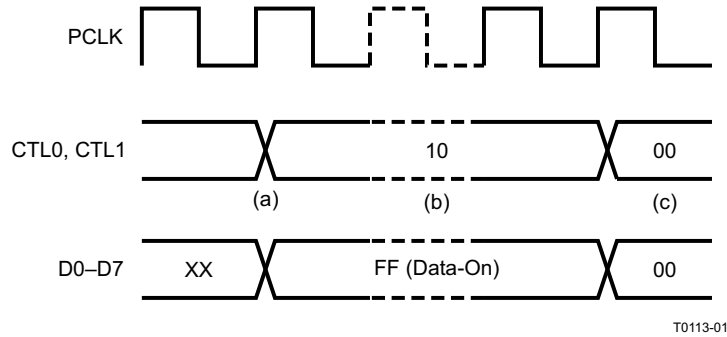 PCLK
CTL0, CTL1
10
00
(a)
(b)
(c)
D0–D7
XX
FF (Data-On)
00
T0113-01